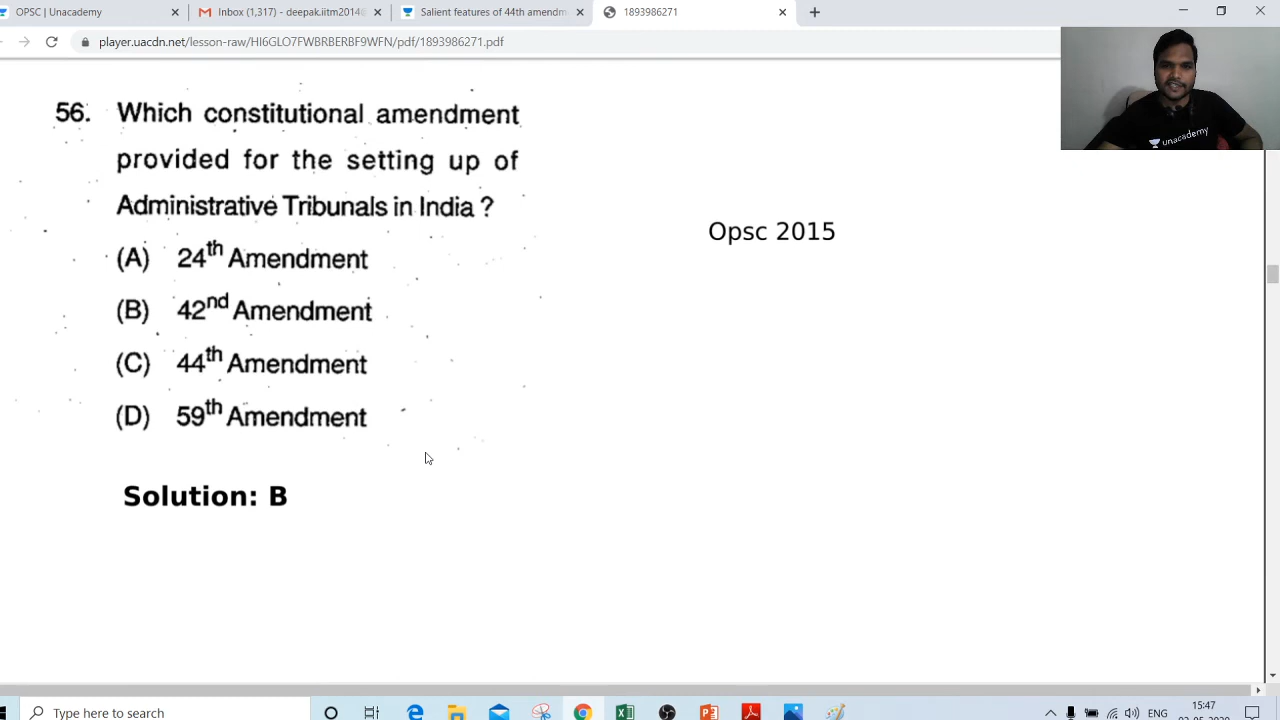 OPSC | Unacademy
Inbox (1,317) - deepak.iitm2014@
Salient features of 44th amendm
1893986271
player.uacdn.net/lesson-raw/HI6GLO7FWBRBERBF9WFN/pdf/1893986271.pdf
unacademy
56. Which constitutional amendment
provided for the setting up of
Administrative Tribunals in India ?
Opsc 2015
(A) 24th Amendment
(B) 42nd Amendment
(C) 44th Amendment
(D) 59th Amendment
Solution: B
Type here to search
15:47
ENG